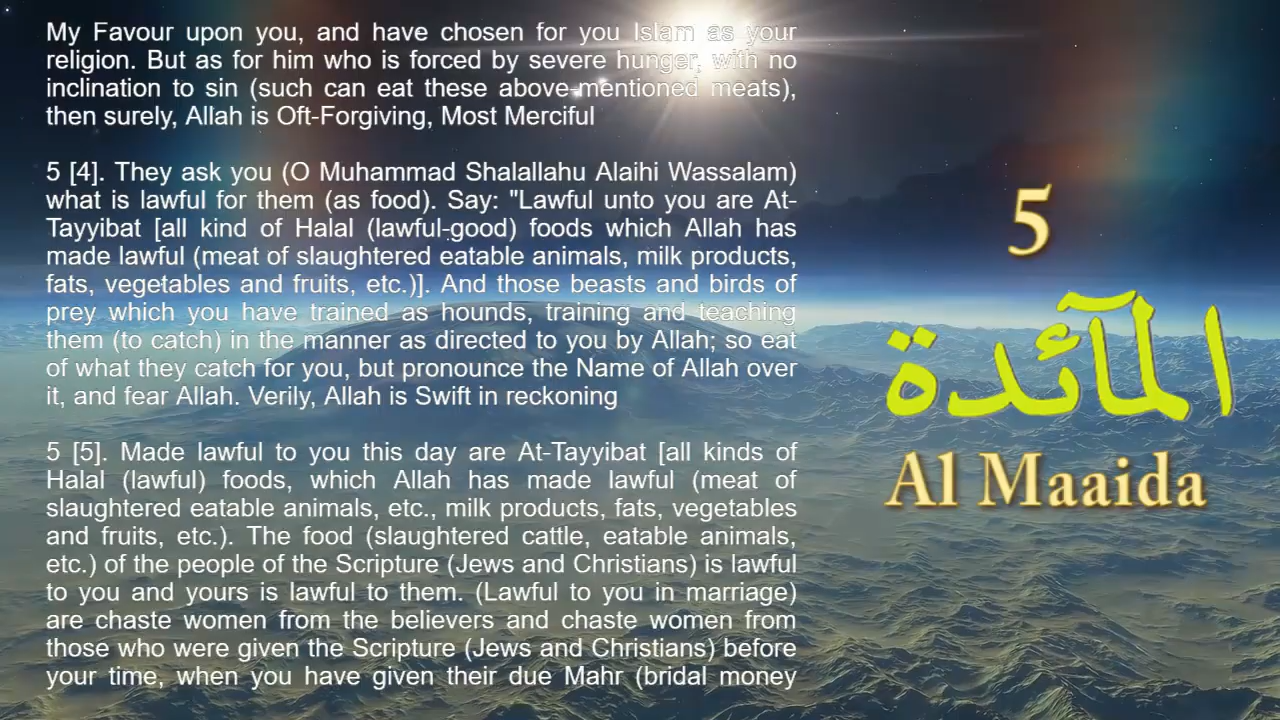 My Favour upon you, and have chosen for you Islam as your
religion. But as for him who is forced by severe hunger, with no
inclination to sin (such can eat these above-mentioned meats),
then surely, Allah is Oft-Forgiving, Most Merciful
5 [4]. They ask you (O Muhammad Shalallahu Alaihi Wassalam)
what is lawful for them (as food). Say: "Lawful unto you are At-
Tayyibat [all kind of Halal (lawful-good) foods which Allah has
made lawful (meat of slaughtered eatable animals, milk products,
fats, vegetables and fruits, etc.)]. And those beasts and birds of
prey which you have trained as hounds, training and teaching
them (to catch) in the manner as directed to you by Allah; so eat
of what they catch for you, but pronounce the Name of Allah over
it, and fear Allah. Verily, Allah is Swift in reckoning
5 [5]. Made lawful to you this day are At-Tayyibat [all kinds of
Halal (lawful) foods, which Allah has made lawful (meat of
slaughtered eatable animals, etc., milk products, fats, vegetables
and fruits, etc.). The food (slaughtered cattle, eatable animals,
etc.) of the people of the Scripture (Jews and Christians) is lawful
to you and yours is lawful to them. (Lawful to you in marriage)
are chaste women from the believers and chaste women from
those who were given the Scripture (Jews and Christians) before
your time, when you have given their due Mahr (bridal money
5
المآئدة
Al Maaida